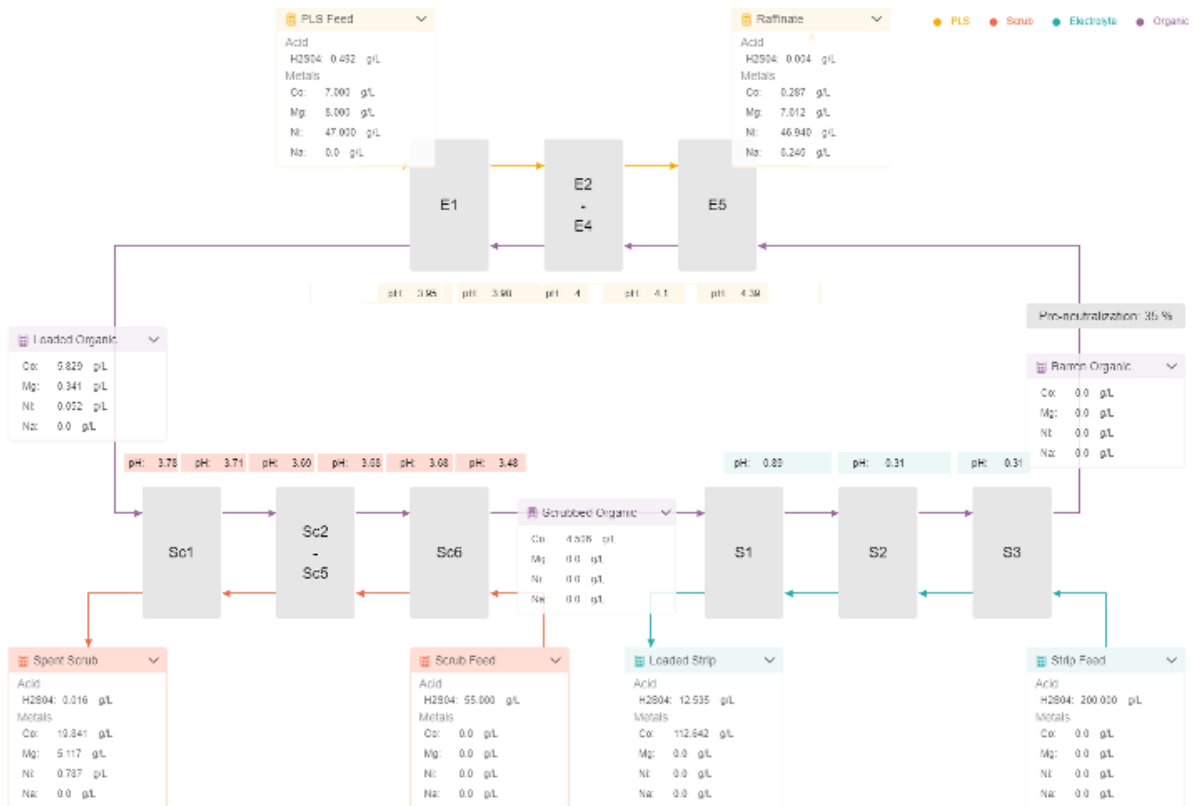 PLS Feed
Acid
H2SO4: 0.492 g/L
Metals
Co: 7.000 g/L
Mg: 8.000 g/L
Ni: 47.000 g/L
Na: 0.0 g/L
Raffinate
Acid
H2SO4: 0.004 g/L
Metals
Co: 0.287 g/L
Mg: 7.612 g/L
Ni: 46.940 g/L
Na: 6.246 g/L
PLS
Scrub
Electrolyte
Organic
E1
E2
-
E4
E5
pH: 3.95
pH: 3.98
pH: 4
pH: 4.1
pH: 4.39
Pre-neutralization: 35 %
Loaded Organic
Co: 5.829 g/L
Mg: 0.341 g/L
Ni: 0.052 g/L
Na: 0.0 g/L
Barren Organic
Co: 0.0 g/L
Mg: 0.0 g/L
Ni: 0.0 g/L
Na: 0.0 g/L
pH: 3.78
pH: 3.71
pH: 3.69
pH: 3.68
pH: 3.68
pH: 3.48
pH: 0.89
pH: 0.31
pH: 0.31
Sc1
Sc2
-
Sc5
Sc6
Scrubbed Organic
Co: 4.506 g/L
Mg: 0.0 g/L
Ni: 0.0 g/L
Na: 0.0 g/L
S1
S2
S3
Spent Scrub
Acid
H2SO4: 0.016 g/L
Metals
Co: 19.841 g/L
Mg: 5.117 g/L
Ni: 0.787 g/L
Na: 0.0 g/L
Scrub Feed
Acid
H2SO4: 55.000 g/L
Metals
Co: 0.0 g/L
Mg: 0.0 g/L
Ni: 0.0 g/L
Na: 0.0 g/L
Loaded Strip
Acid
H2SO4: 12.535 g/L
Metals
Co: 112.642 g/L
Mg: 0.0 g/L
Ni: 0.0 g/L
Na: 0.0 g/L
Strip Feed
Acid
H2SO4: 200.000 g/L
Metals
Co: 0.0 g/L
Mg: 0.0 g/L
Ni: 0.0 g/L
Na: 0.0 g/L